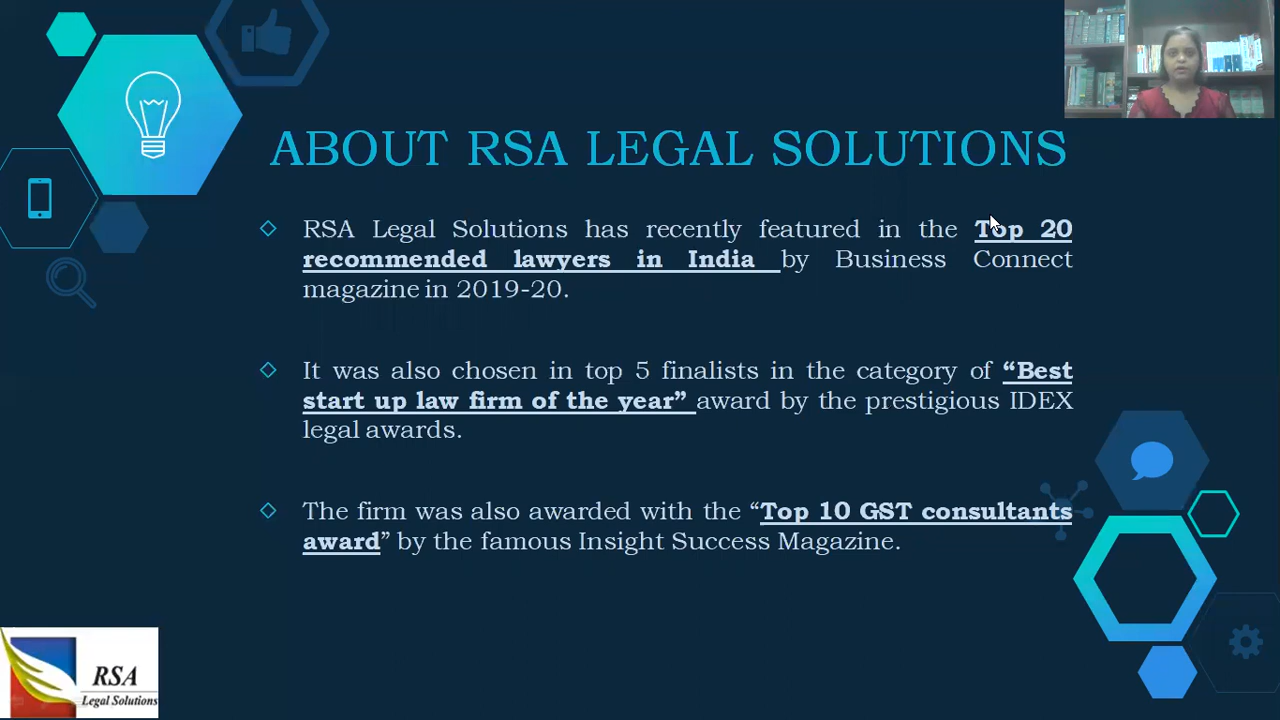 ABOUT RSA LEGAL SOLUTIONS
RSA Legal Solutions has recently featured in the Top 20
recommended lawyers in India by Business Connect
magazine in 2019-20.
It was also chosen in top 5 finalists in the category of “Best
start up law firm of the year” award by the prestigious IDEX
legal awards.
The firm was also awarded with the “Top 10 GST consultants
award” by the famous Insight Success Magazine.
RSA
Legal Solutions